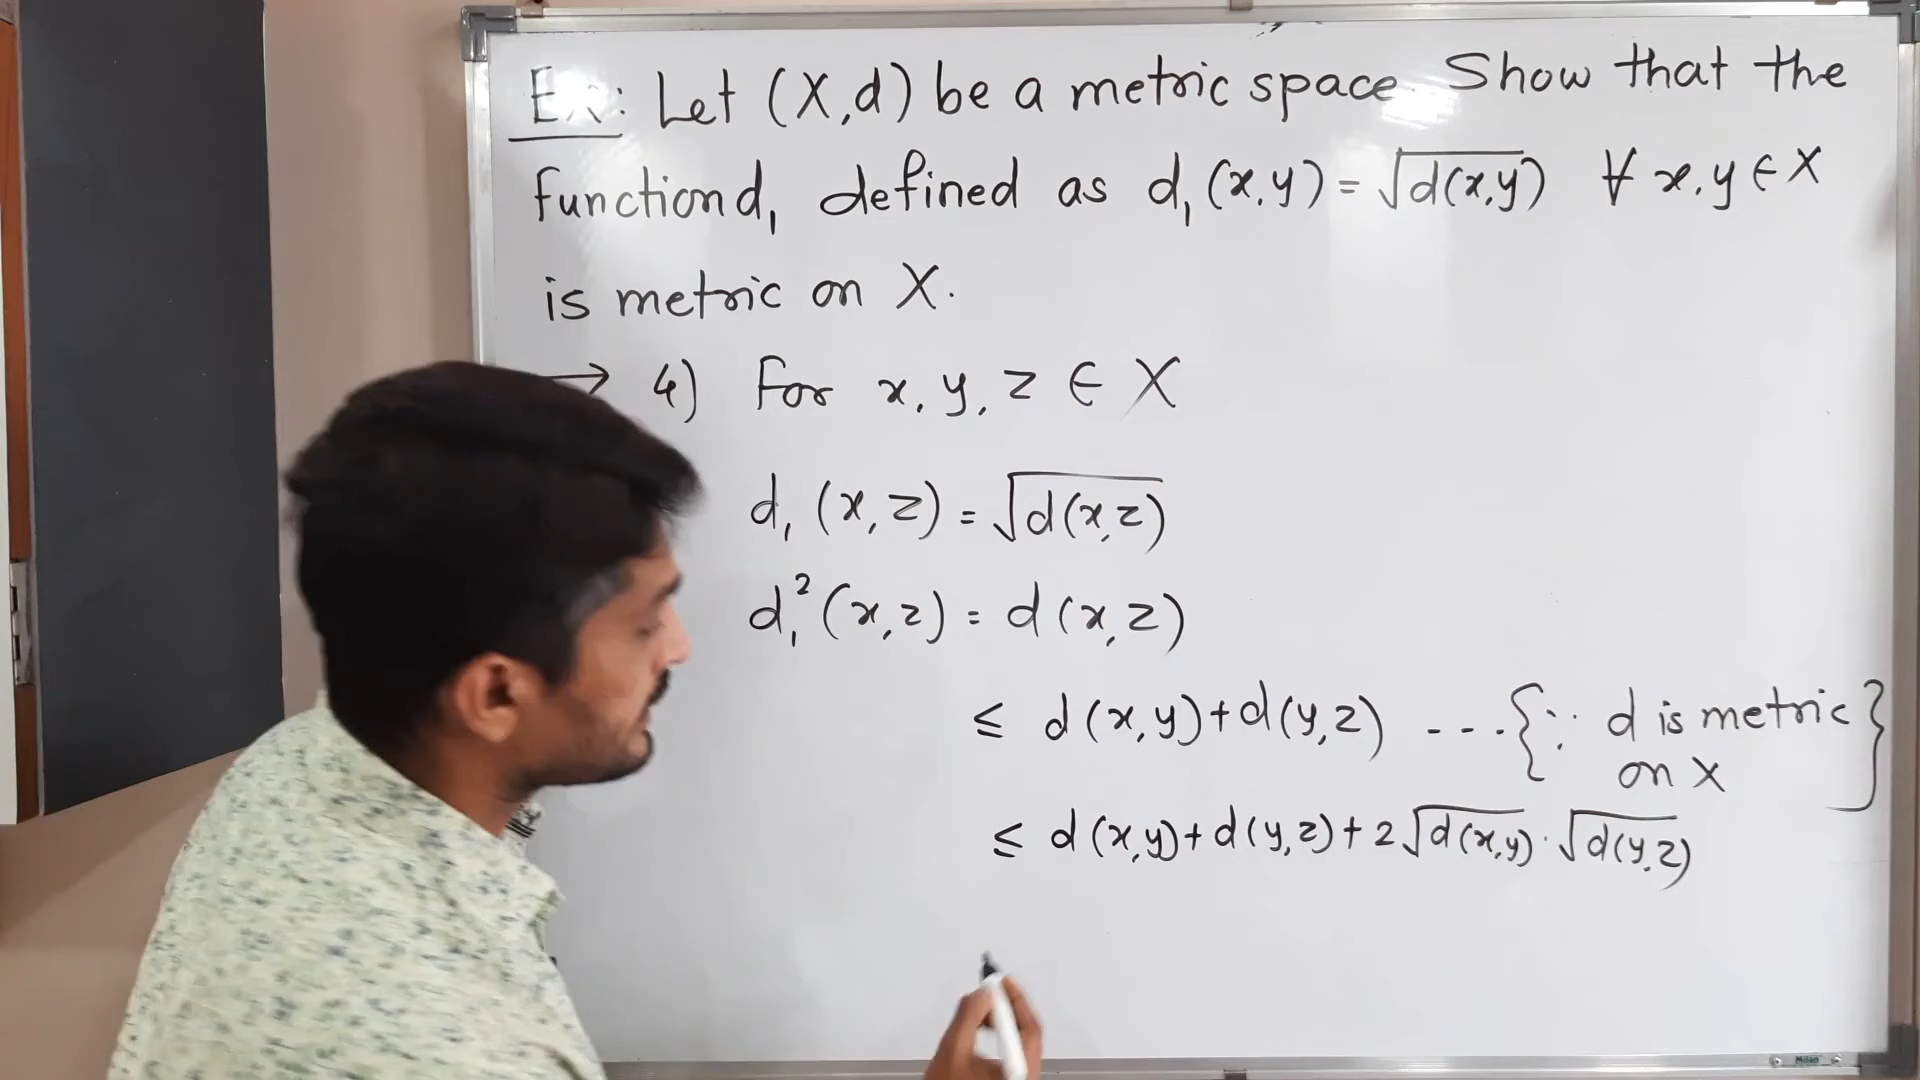 Ex: Let (X,d) be a metric space. Show that the
function d₁ defined as d₁(x,y) = √d(x,y) ∀ x,y ∈ X
is metric on X.
→ 4) For x, y, z ∈ X
d₁(x,z) = √d(x,z)
d₁²(x,z) = d(x,z)
≤ d(x,y)+d(y,z) ---{∵ d is metric
on X}
≤ d(x,y)+d(y,z)+2√d(x,y)·√d(y,z)